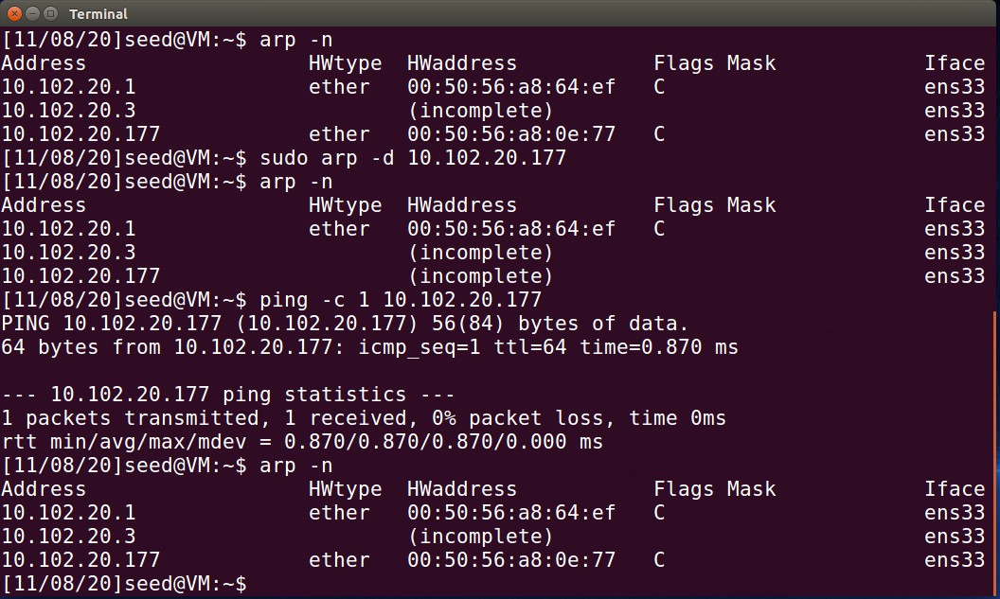 Terminal
[11/08/20]seed@VM:~$ arp -n
Address HWtype HWaddress Flags Mask Iface
10.102.20.1 ether 00:50:56:a8:64:ef C ens33
10.102.20.3 (incomplete) ens33
10.102.20.177 ether 00:50:56:a8:0e:77 C ens33
[11/08/20]seed@VM:~$ sudo arp -d 10.102.20.177
[11/08/20]seed@VM:~$ arp -n
Address HWtype HWaddress Flags Mask Iface
10.102.20.1 ether 00:50:56:a8:64:ef C ens33
10.102.20.3 (incomplete) ens33
10.102.20.177 (incomplete) ens33
[11/08/20]seed@VM:~$ ping -c 1 10.102.20.177
PING 10.102.20.177 (10.102.20.177) 56(84) bytes of data.
64 bytes from 10.102.20.177: icmp_seq=1 ttl=64 time=0.870 ms

--- 10.102.20.177 ping statistics ---
1 packets transmitted, 1 received, 0% packet loss, time 0ms
rtt min/avg/max/mdev = 0.870/0.870/0.870/0.000 ms
[11/08/20]seed@VM:~$ arp -n
Address HWtype HWaddress Flags Mask Iface
10.102.20.1 ether 00:50:56:a8:64:ef C ens33
10.102.20.3 (incomplete) ens33
10.102.20.177 ether 00:50:56:a8:0e:77 C ens33
[11/08/20]seed@VM:~$